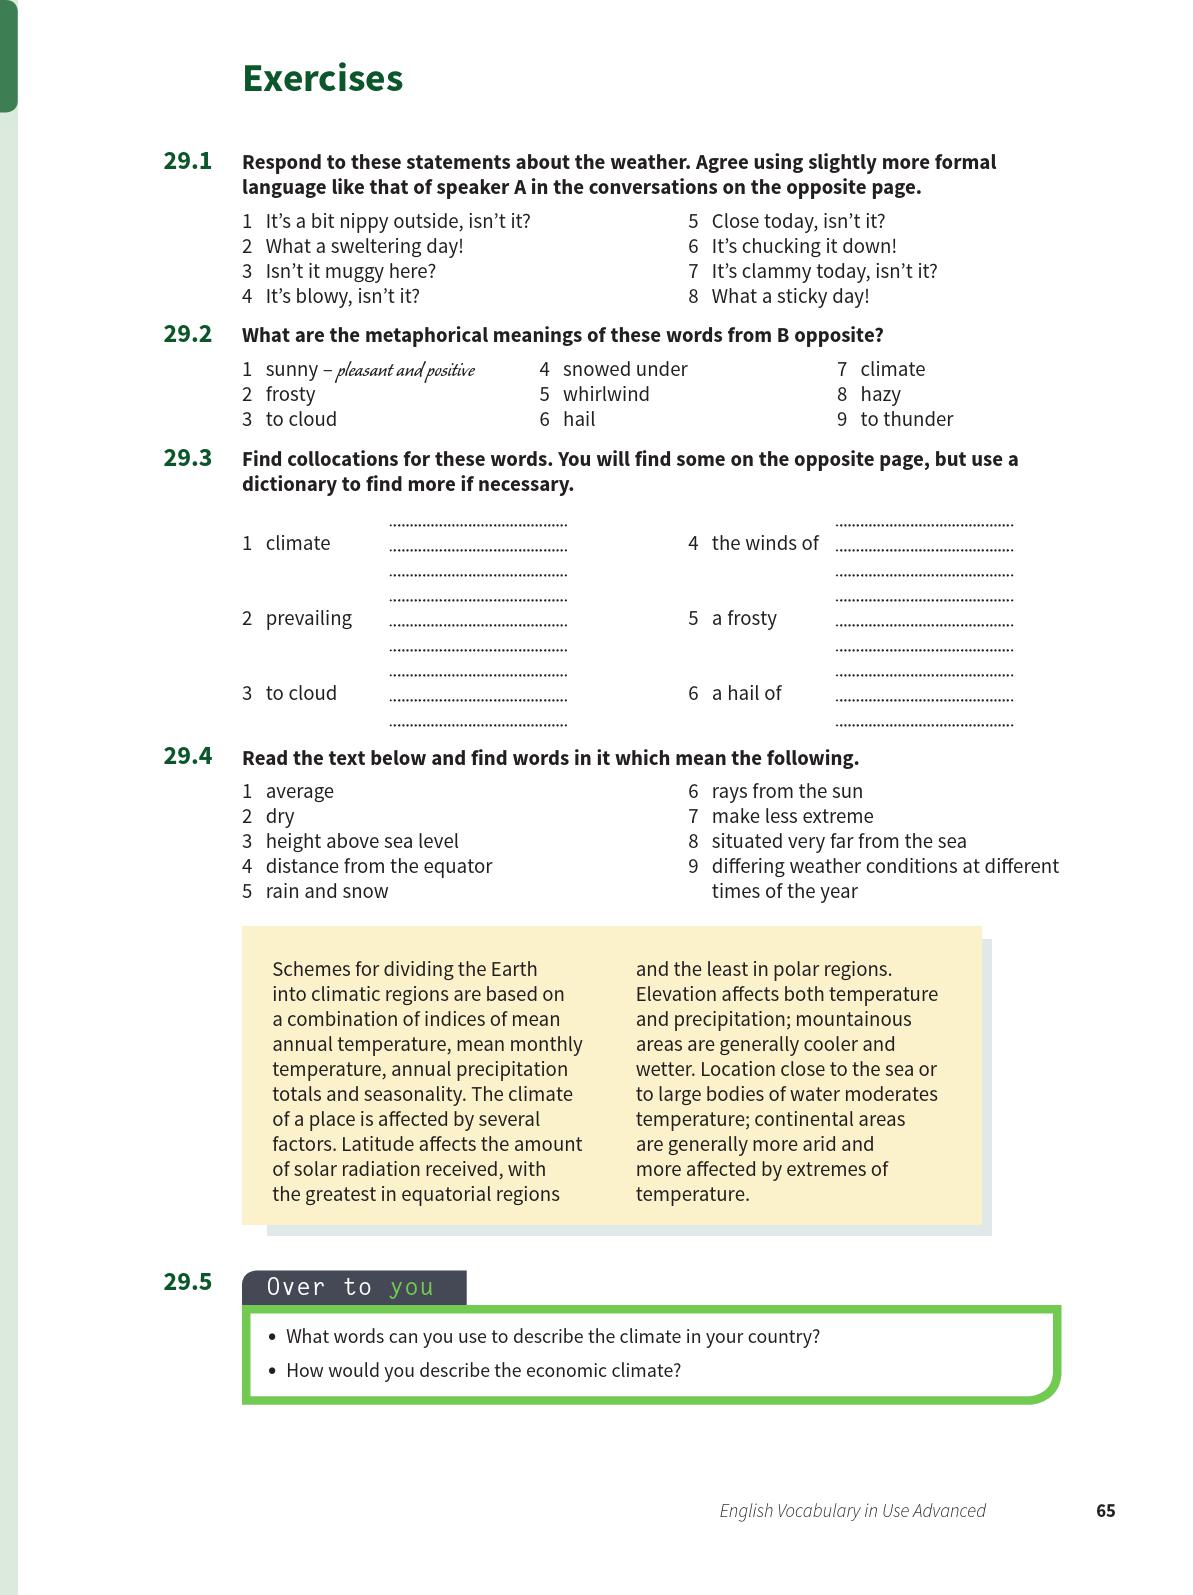 Exercises
29.1 Respond to these statements about the weather. Agree using slightly more formal
language like that of speaker A in the conversations on the opposite page.
1 It's a bit nippy outside, isn't it?
2 What a sweltering day!
3 Isn't it muggy here?
4 It's blowy, isn't it?
5 Close today, isn't it?
6 It's chucking it down!
7 It's clammy today, isn't it?
8 What a sticky day!
29.2 What are the metaphorical meanings of these words from B opposite?
1 sunny – pleasant and positive
2 frosty
3 to cloud
4 snowed under
5 whirlwind
6 hail
7 climate
8 hazy
9 to thunder
29.3 Find collocations for these words. You will find some on the opposite page, but use a
dictionary to find more if necessary.
1 climate
2 prevailing
3 to cloud
4 the winds of
5 a frosty
6 a hail of
29.4 Read the text below and find words in it which mean the following.
1 average
2 dry
3 height above sea level
4 distance from the equator
5 rain and snow
6 rays from the sun
7 make less extreme
8 situated very far from the sea
9 differing weather conditions at different
times of the year
Schemes for dividing the Earth
into climatic regions are based on
a combination of indices of mean
annual temperature, mean monthly
temperature, annual precipitation
totals and seasonality. The climate
of a place is affected by several
factors. Latitude affects the amount
of solar radiation received, with
the greatest in equatorial regions
and the least in polar regions.
Elevation affects both temperature
and precipitation; mountainous
areas are generally cooler and
wetter. Location close to the sea or
to large bodies of water moderates
temperature; continental areas
are generally more arid and
more affected by extremes of
temperature.
29.5 Over to you
• What words can you use to describe the climate in your country?
• How would you describe the economic climate?
English Vocabulary in Use Advanced 65